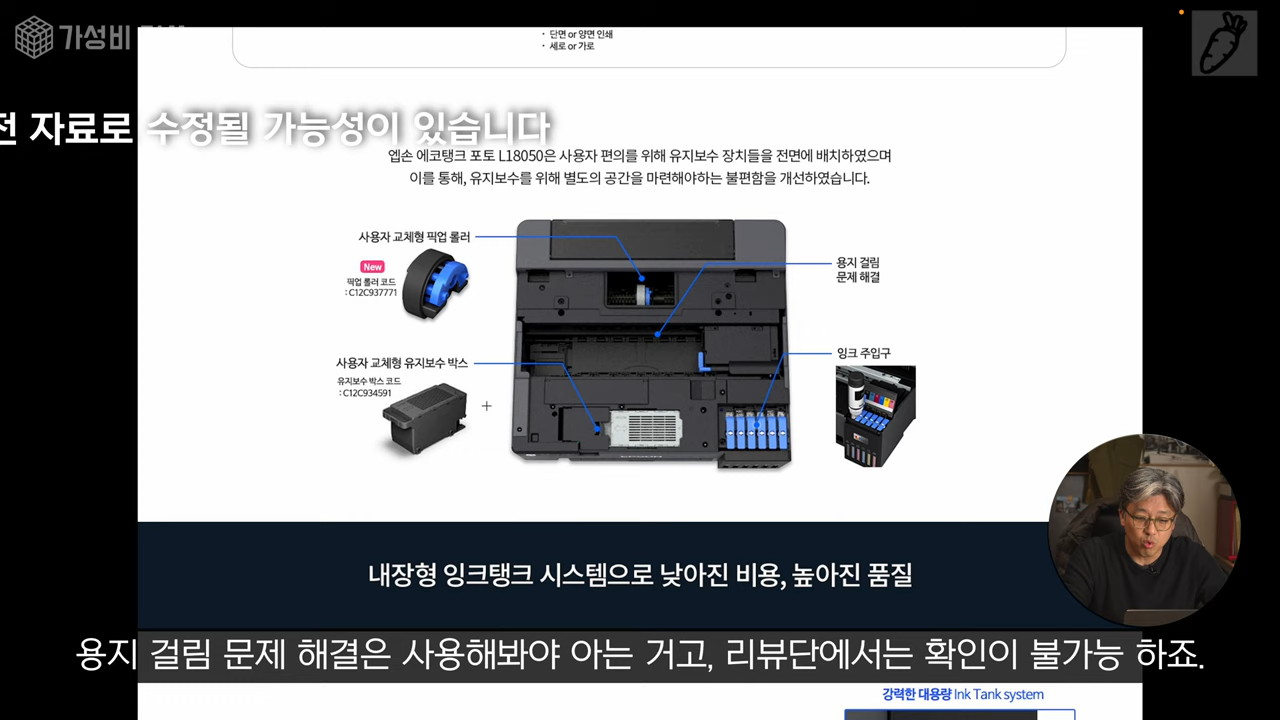 가성비
· 단면 or 양면 인쇄
· 세로 or 가로
전 자료로 수정될 가능성이 있습니다
엡손 에코탱크 포토 L18050은 사용자 편의를 위해 유지보수 장치들을 전면에 배치하였으며
이를 통해, 유지보수를 위해 별도의 공간을 마련해야하는 불편함을 개선하였습니다.
사용자 교체형 픽업 롤러
New
픽업 롤러 코드
: C12C937771
용지 걸림
문제 해결
사용자 교체형 유지보수 박스
유지보수 박스 코드
: C12C934591
+
잉크 주입구
내장형 잉크탱크 시스템으로 낮아진 비용, 높아진 품질
용지 걸림 문제 해결은 사용해봐야 아는 거고, 리뷰단에서는 확인이 불가능 하죠.
강력한 대용량 Ink Tank system